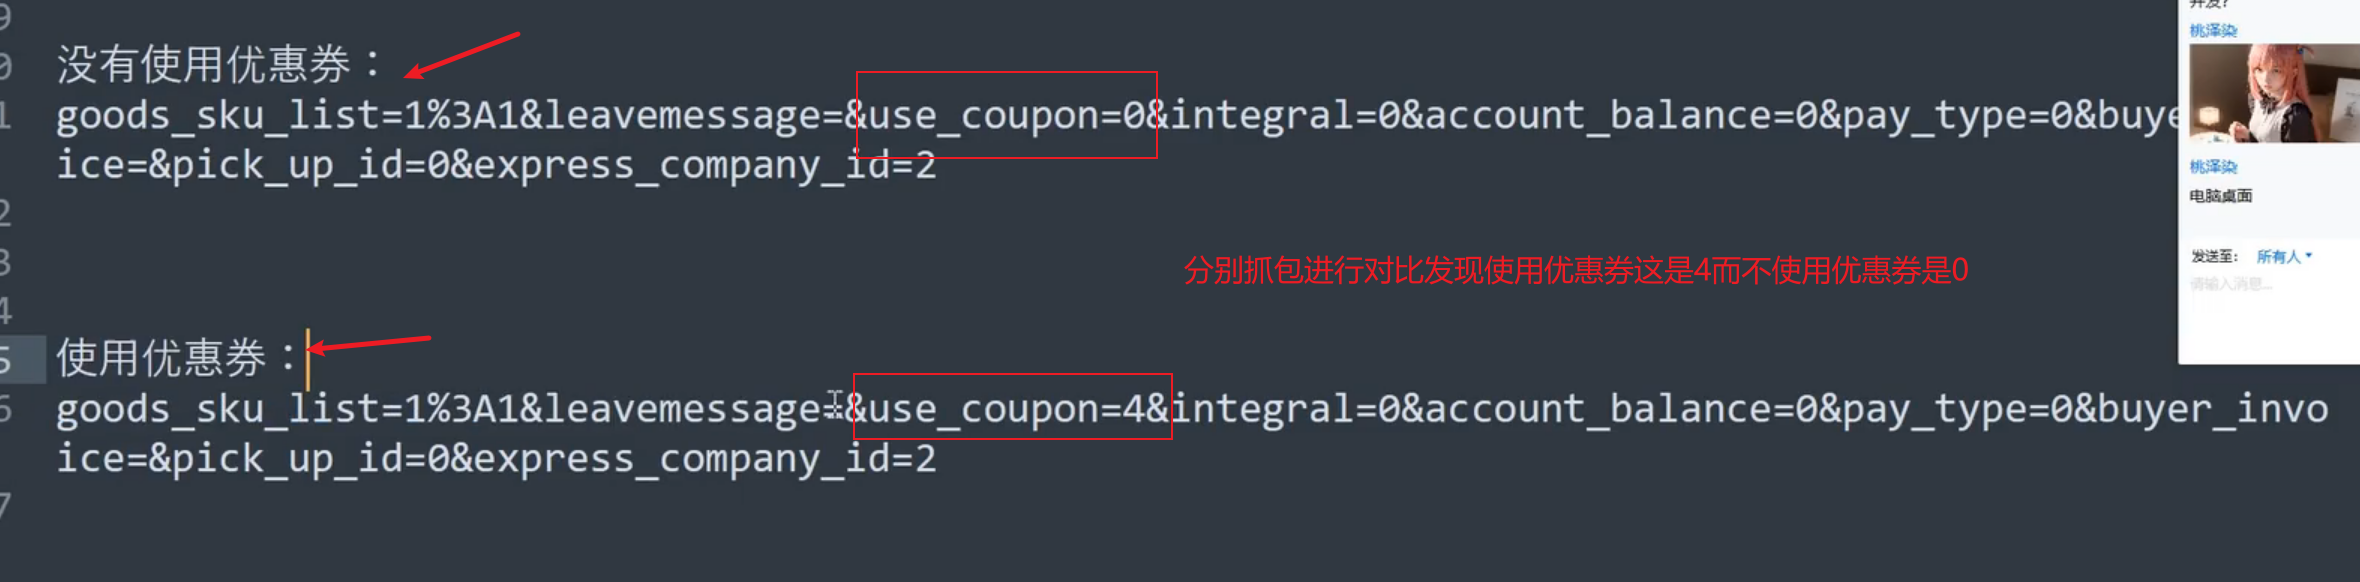 9
0
没有使用优惠券：
1
goods_sku_list=1%3A1&leavemessage=&use_coupon=0&integral=0&account_balance=0&pay_type=0&buye
ice=&pick_up_id=0&express_company_id=2
2
3
4
5
使用优惠券：
6
goods_sku_list=1%3A1&leavemessage=&use_coupon=4&integral=0&account_balance=0&pay_type=0&buyer_invo
ice=&pick_up_id=0&express_company_id=2
7
分别抓包进行对比发现使用优惠券这是4而不使用优惠券是0
并发？
桃泽染
桃泽染
电脑桌面
发送至： 所有人
请输入消息...